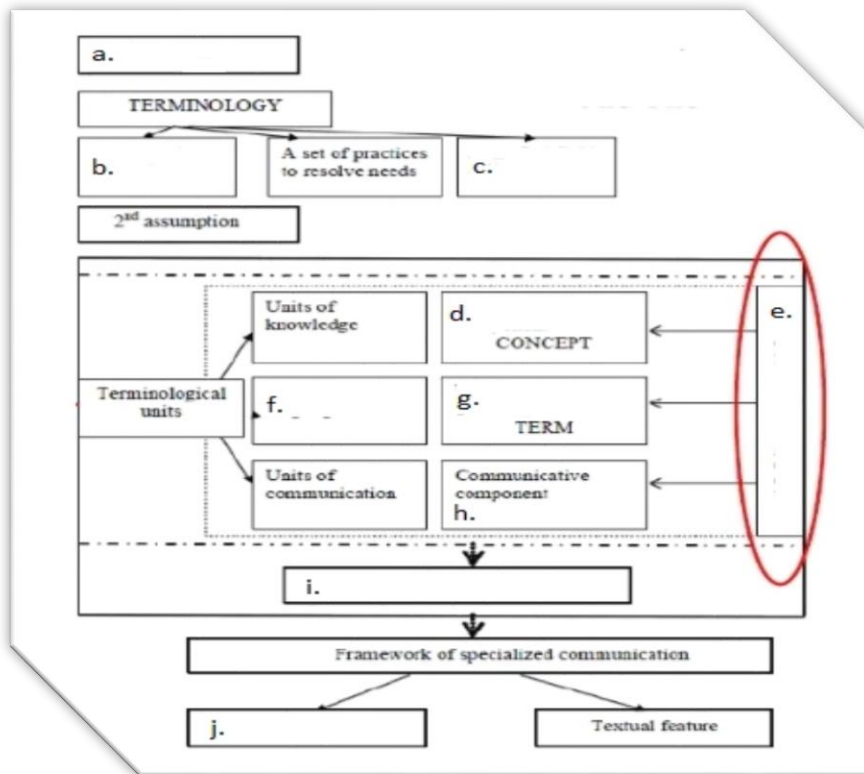 a.
TERMINOLOGY
b.
A set of practices
to resolve needs
c.
2nd assumption
Units of
knowledge
d.
CONCEPT
e.
Terminological
units
f.
g.
TERM
Units of
communication
Communicative
component
h.
i.
Framework of specialized communication
j.
Textual feature